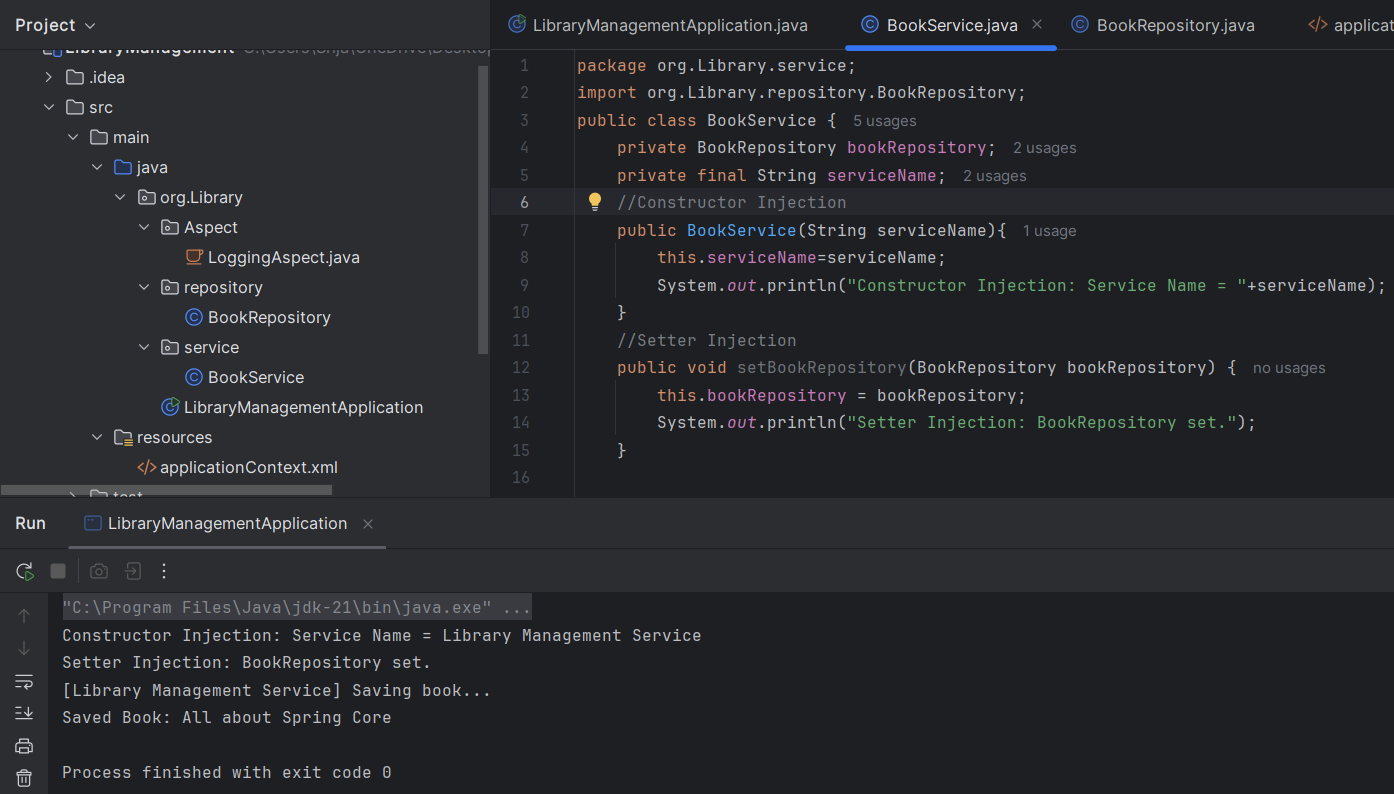 Project
LibraryManagement C:\Users\Srija\OneDrive\Desktop
.idea
src
main
java
org.Library
Aspect
LoggingAspect.java
repository
BookRepository
service
BookService
LibraryManagementApplication
resources
applicationContext.xml
test
LibraryManagementApplication.java BookService.java BookRepository.java applicat
1 package org.Library.service;
2 import org.Library.repository.BookRepository;
3 public class BookService { 5 usages
4 private BookRepository bookRepository; 2 usages
5 private final String serviceName; 2 usages
6 //Constructor Injection
7 public BookService(String serviceName){ 1 usage
8 this.serviceName=serviceName;
9 System.out.println("Constructor Injection: Service Name = "+serviceName);
10 }
11 //Setter Injection
12 public void setBookRepository(BookRepository bookRepository) { no usages
13 this.bookRepository = bookRepository;
14 System.out.println("Setter Injection: BookRepository set.");
15 }
16
Run LibraryManagementApplication
"C:\Program Files\Java\jdk-21\bin\java.exe" ...
Constructor Injection: Service Name = Library Management Service
Setter Injection: BookRepository set.
[Library Management Service] Saving book...
Saved Book: All about Spring Core
Process finished with exit code 0